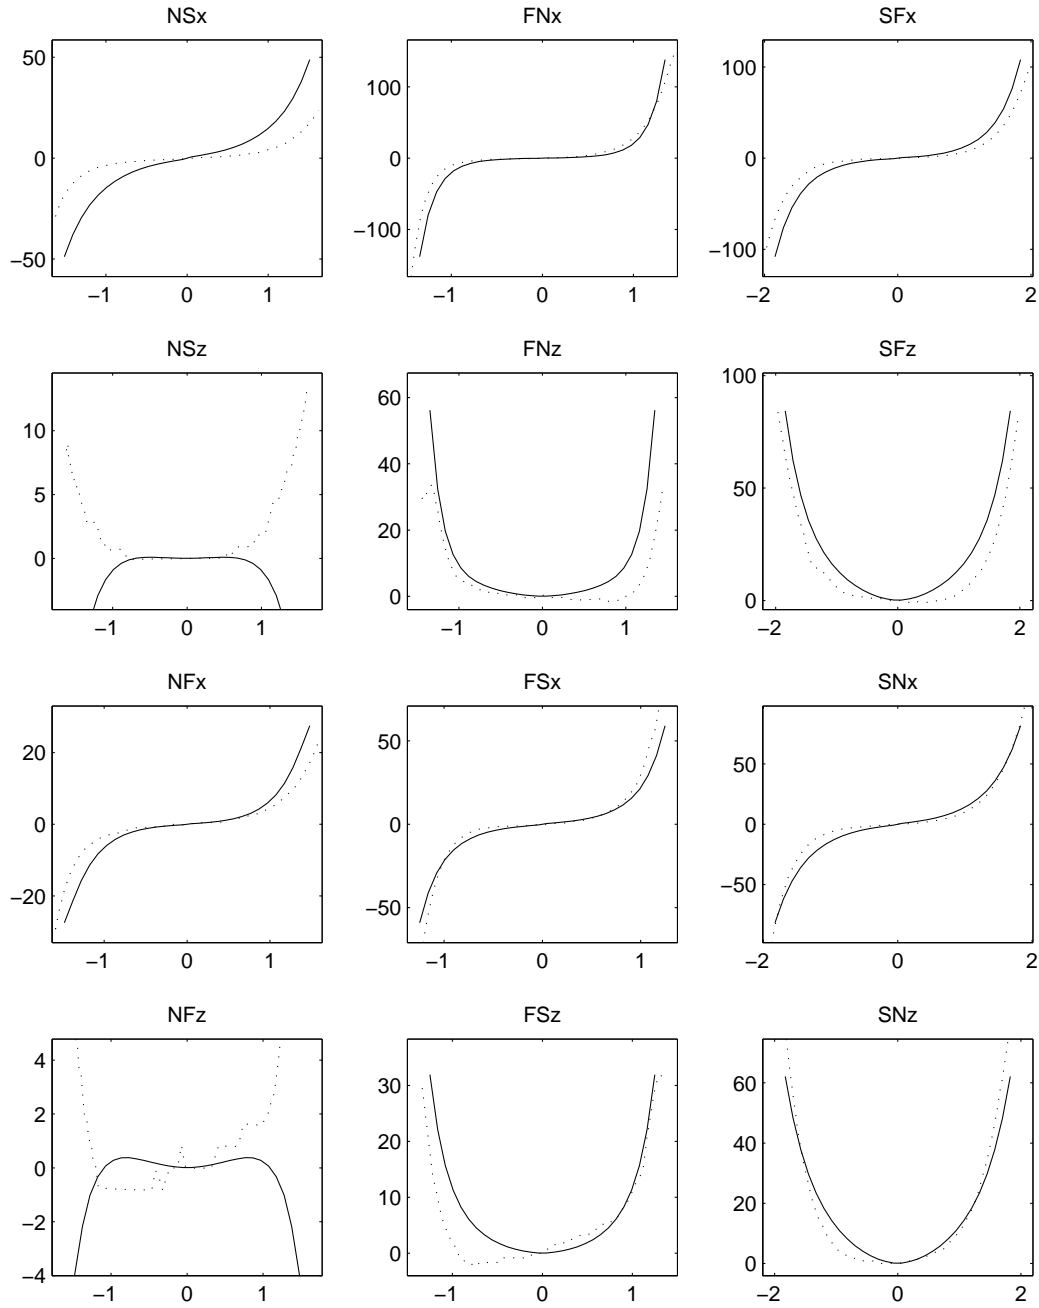 NSx FNx SFx
50 0 −50 −1 0 1
100 0 −100 −1 0 1
100 0 −100 −2 0 2
NSz FNz SFz
10 5 0 −1 0 1
60 40 20 0 −1 0 1
100 50 0 −2 0 2
NFx FSx SNx
20 0 −20 −1 0 1
50 0 −50 −1 0 1
50 0 −50 −2 0 2
NFz FSz SNz
4 2 0 −2 −4 −1 0 1
30 20 10 0 −1 0 1
60 40 20 0 −2 0 2